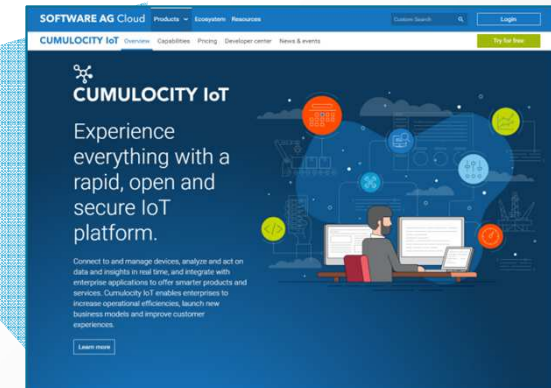 SOFTWARE AG Cloud Products Ecosystem Resources Custom Search Login
CUMULOCITY IoT Overview Capabilities Pricing Developer center News & events Try for free
CUMULOCITY IoT
Experience
everything with a
rapid, open and
secure IoT
platform.
Connect to and manage devices, analyze and act on
data and insights in real time, and integrate with
enterprise applications to offer smarter products and
services. Cumulocity IoT enables enterprises to
increase operational efficiencies, launch new
business models and improve customer
experiences.
Learn more